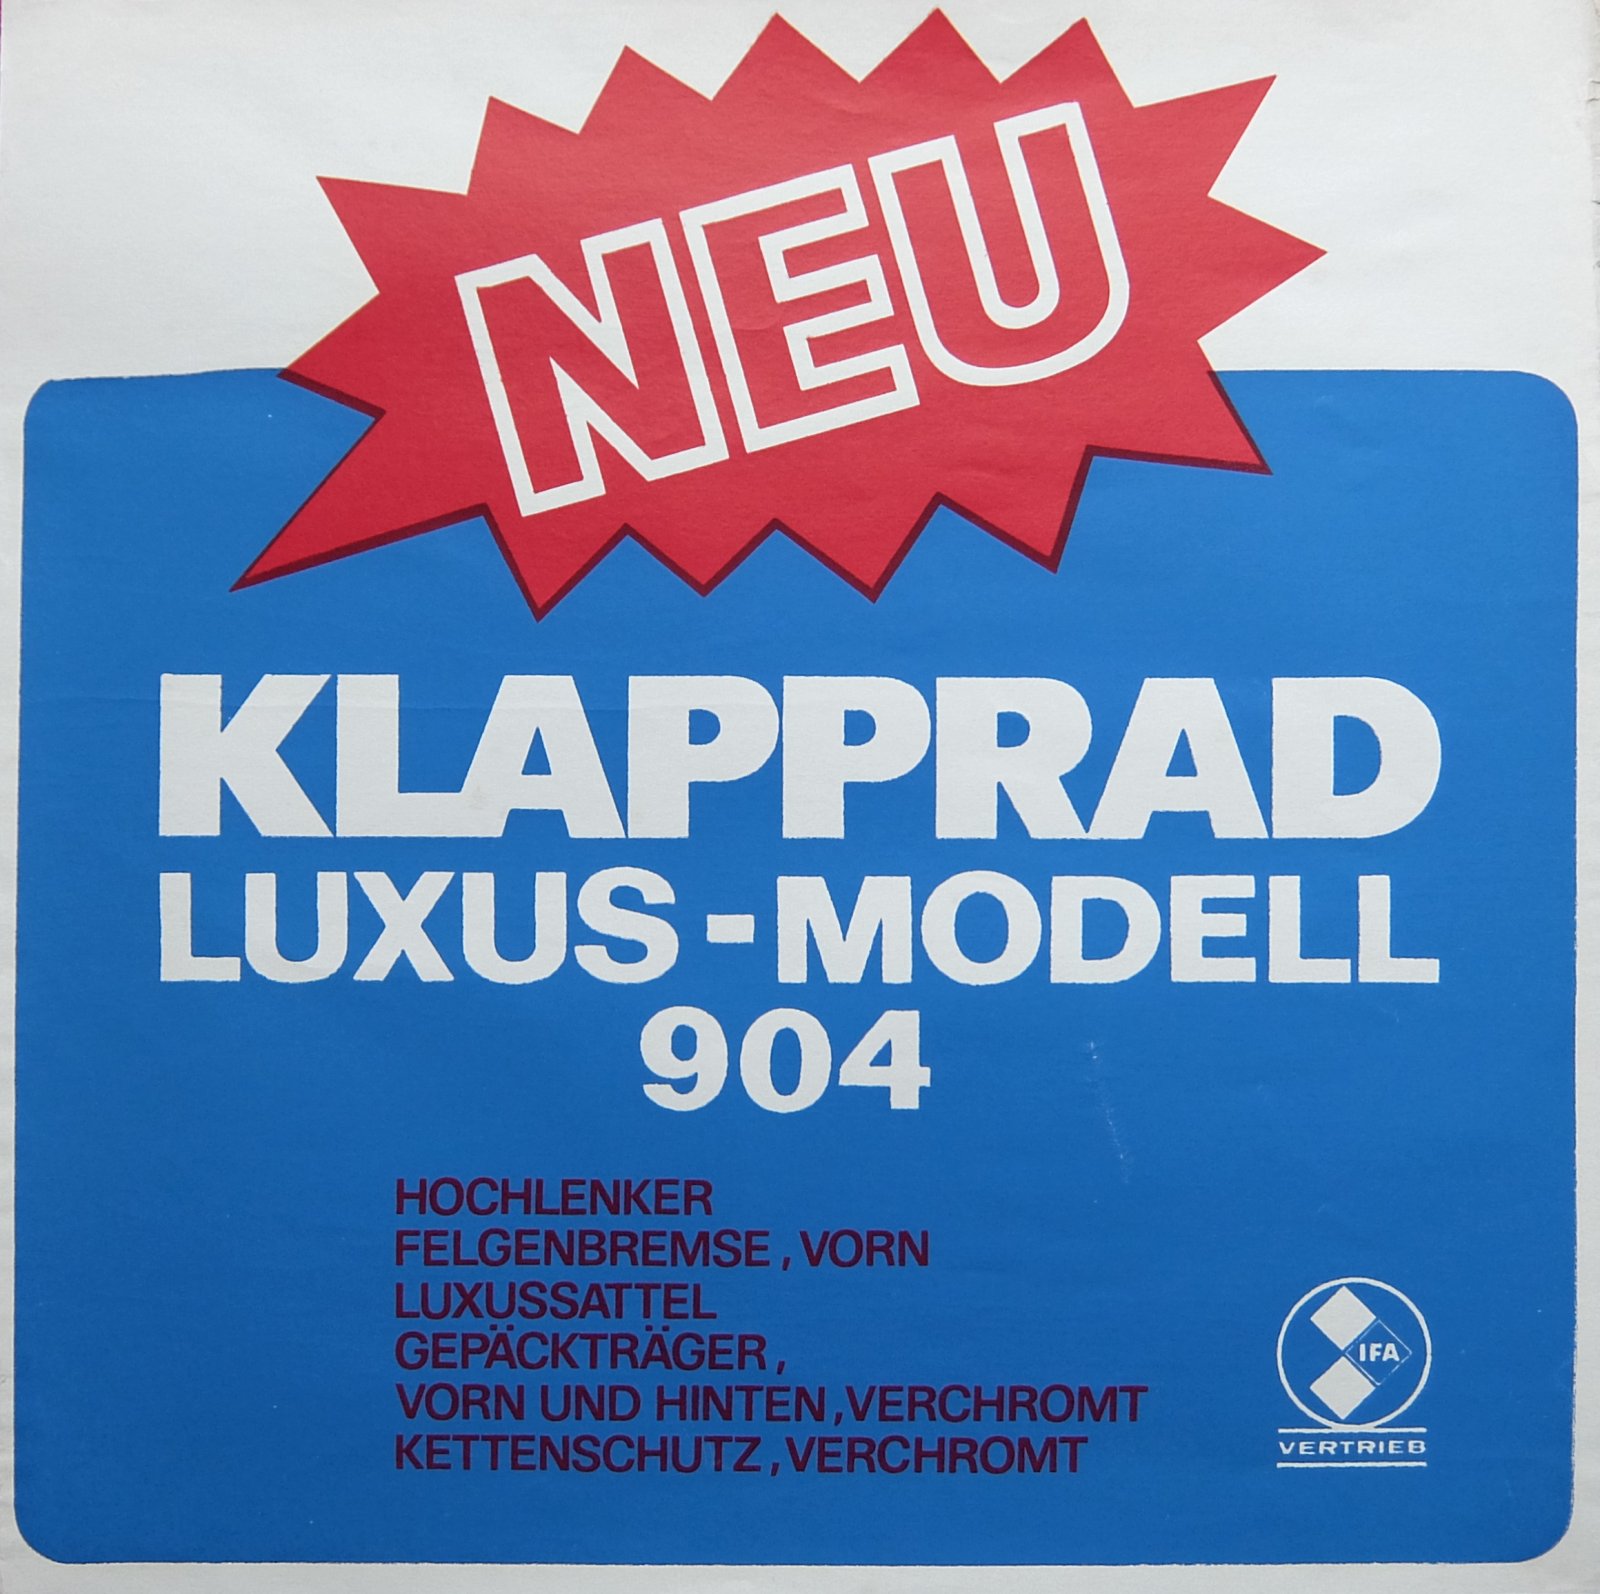 NEU
KLAPPRAD
LUXUS-MODELL
904
HOCHLENKER
FELGENBREMSE, VORN
LUXUSSATTEL
GEPÄCKTRÄGER,
VORN UND HINTEN, VERCHROMT
KETTENSCHUTZ, VERCHROMT
IFA
VERTRIEB